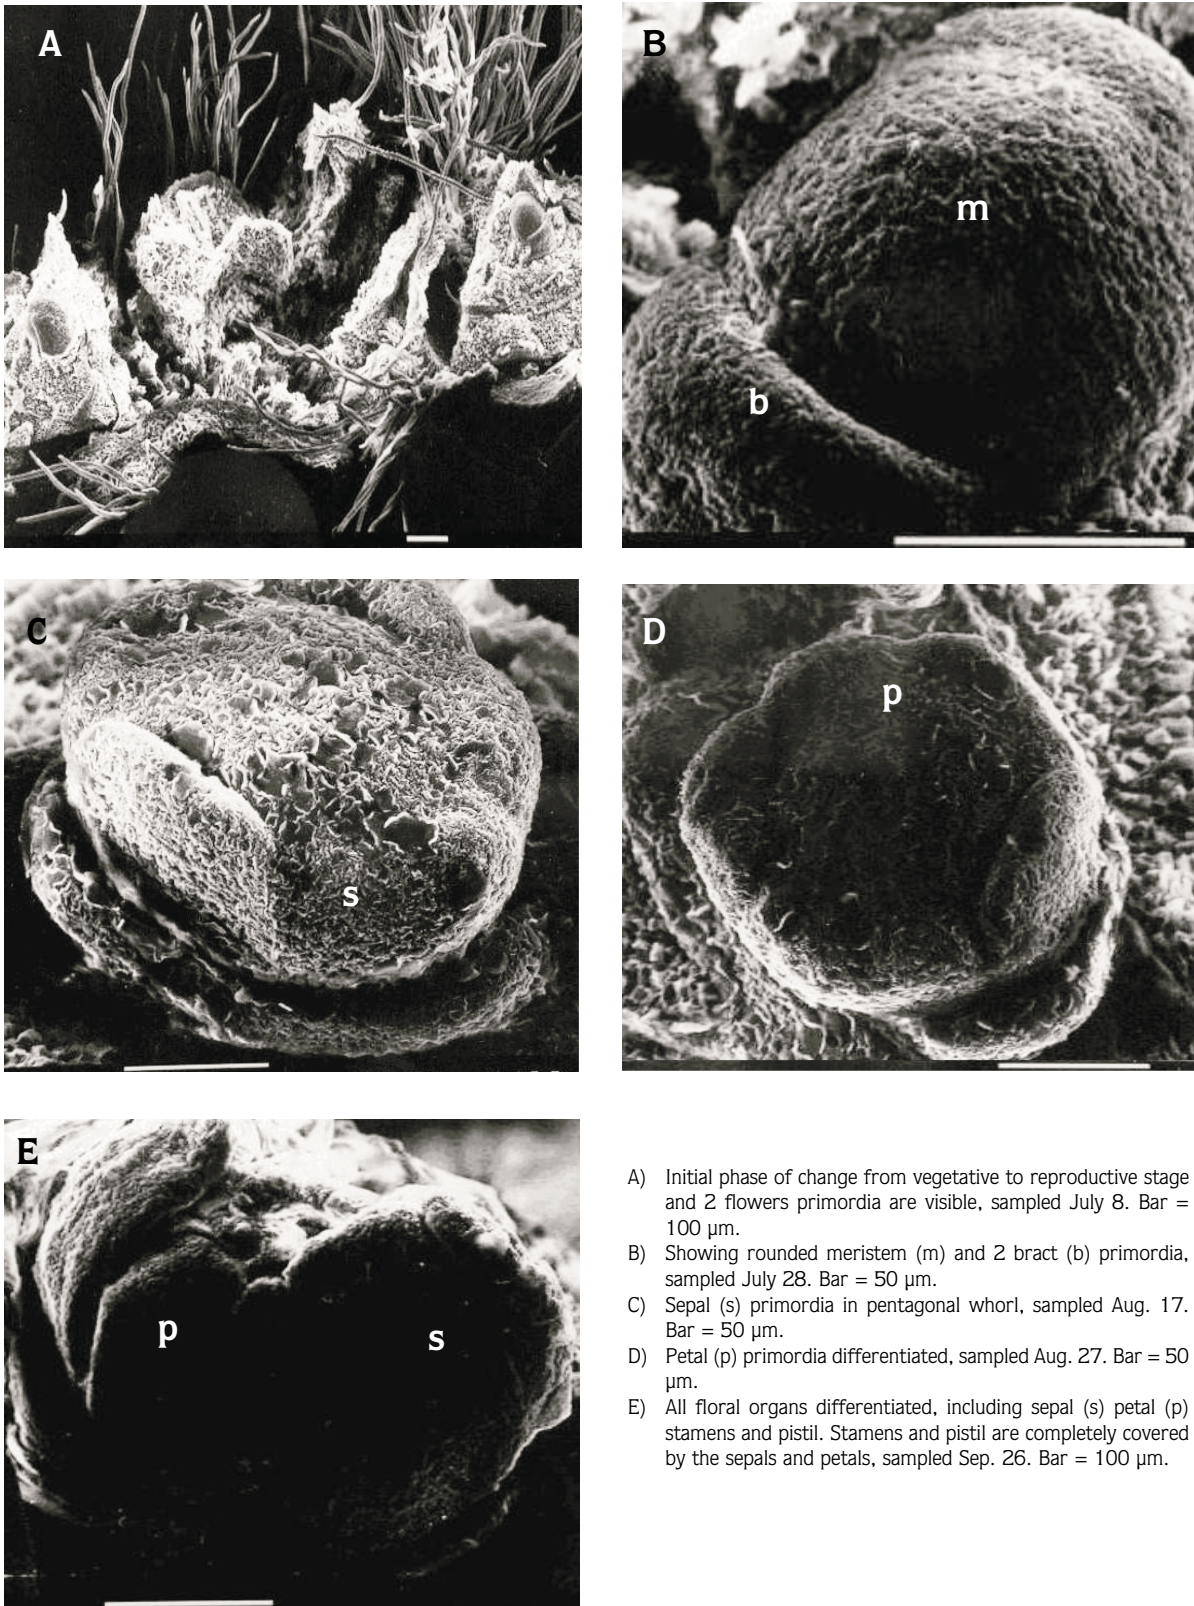 A
B
m
b
C
s
D
p
E
p
s
A) Initial phase of change from vegetative to reproductive stage
and 2 flowers primordia are visible, sampled July 8. Bar =
100 µm.
B) Showing rounded meristem (m) and 2 bract (b) primordia,
sampled July 28. Bar = 50 µm.
C) Sepal (s) primordia in pentagonal whorl, sampled Aug. 17.
Bar = 50 µm.
D) Petal (p) primordia differentiated, sampled Aug. 27. Bar = 50
µm.
E) All floral organs differentiated, including sepal (s) petal (p)
stamens and pistil. Stamens and pistil are completely covered
by the sepals and petals, sampled Sep. 26. Bar = 100 µm.